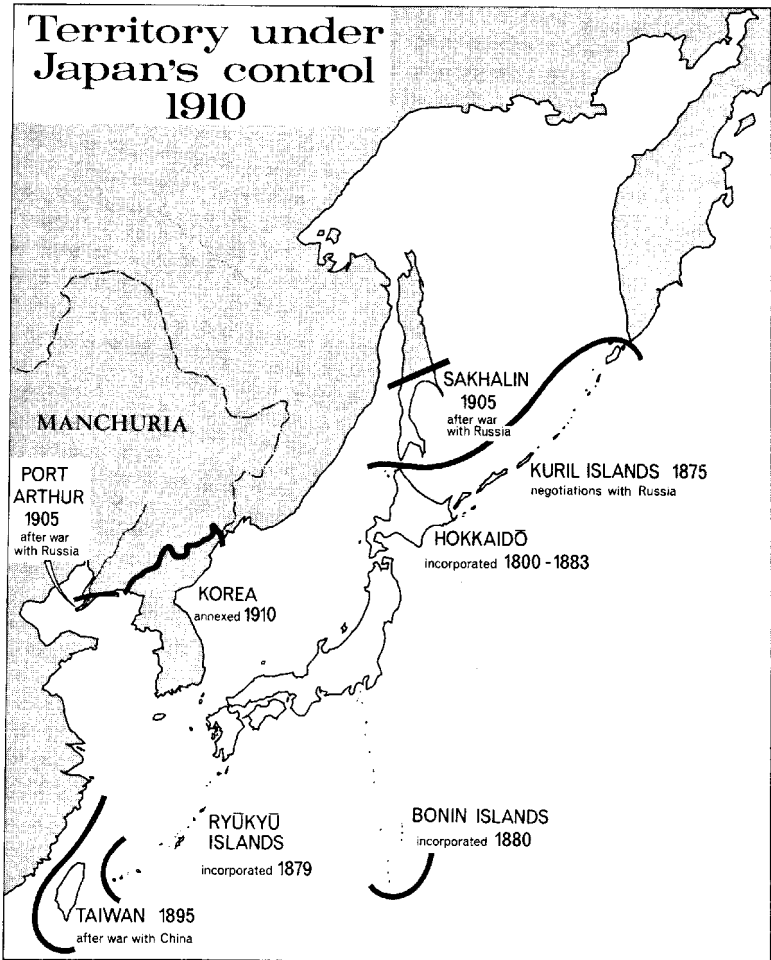 Territory under
Japan's control
1910
MANCHURIA
PORT
ARTHUR
1905
after war
with Russia
SAKHALIN
1905
after war
with Russia
KURIL ISLANDS 1875
negotiations with Russia
HOKKAIDŌ
incorporated 1800 - 1883
KOREA
annexed 1910
RYŪKYŪ
ISLANDS
incorporated 1879
BONIN ISLANDS
incorporated 1880
TAIWAN 1895
after war with China